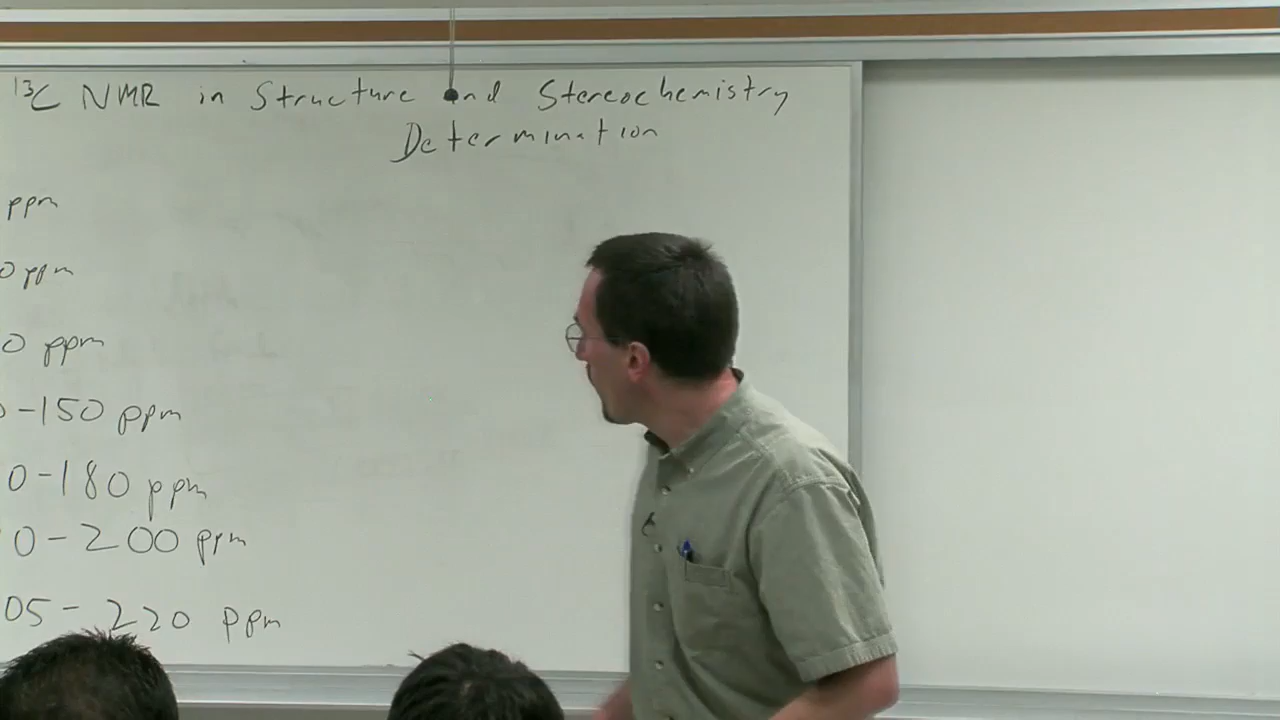 ¹³C NMR in Structure and Stereochemistry
Determination
ppm
0 ppm
0 ppm
0-150 ppm
0-180 ppm
0-200 ppm
05-220 ppm